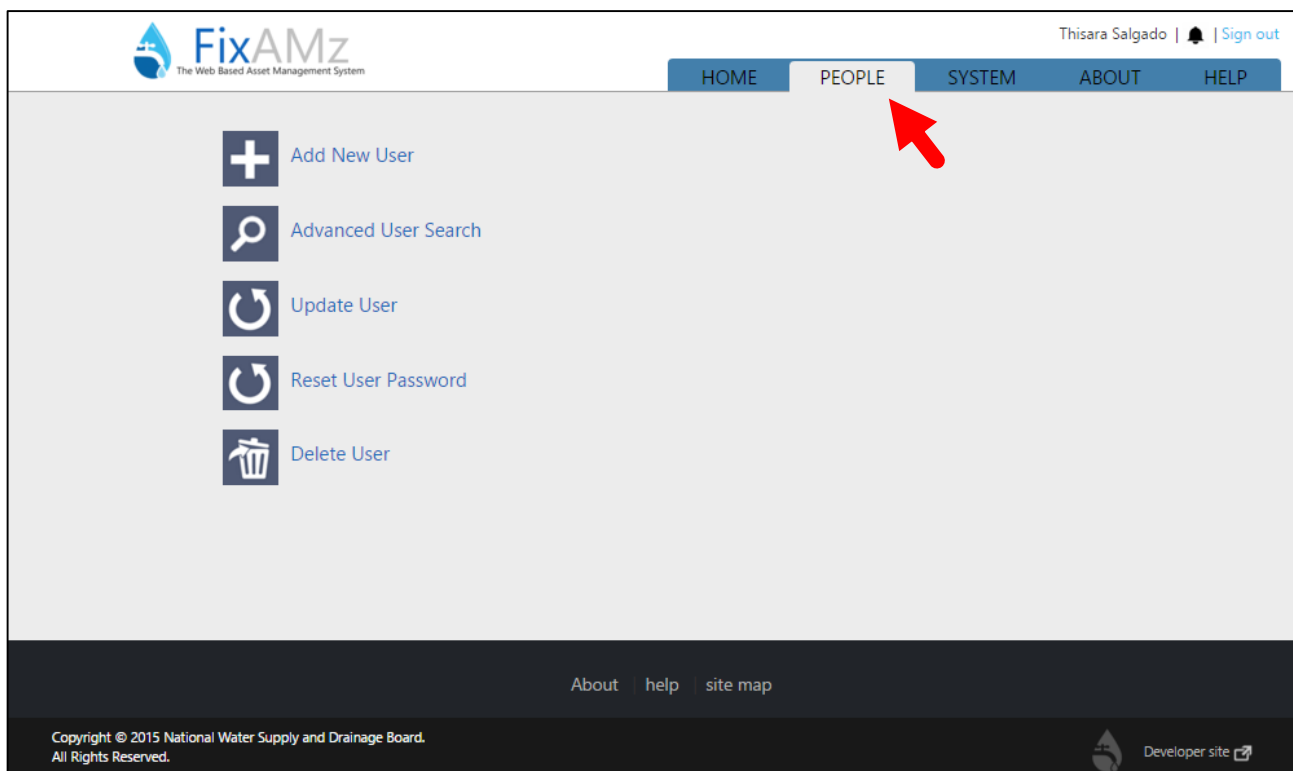 FixAMz
The Web Based Asset Management System
Thisara Salgado | | Sign out
HOME PEOPLE SYSTEM ABOUT HELP
Add New User
Advanced User Search
Update User
Reset User Password
Delete User
About help site map
Copyright © 2015 National Water Supply and Drainage Board.
All Rights Reserved.
Developer site